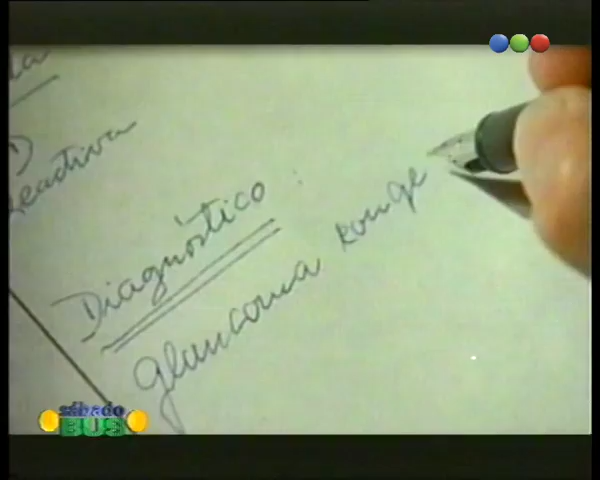 Reactiva
Diagnóstico :
glaucoma rouge
sábado
BUS